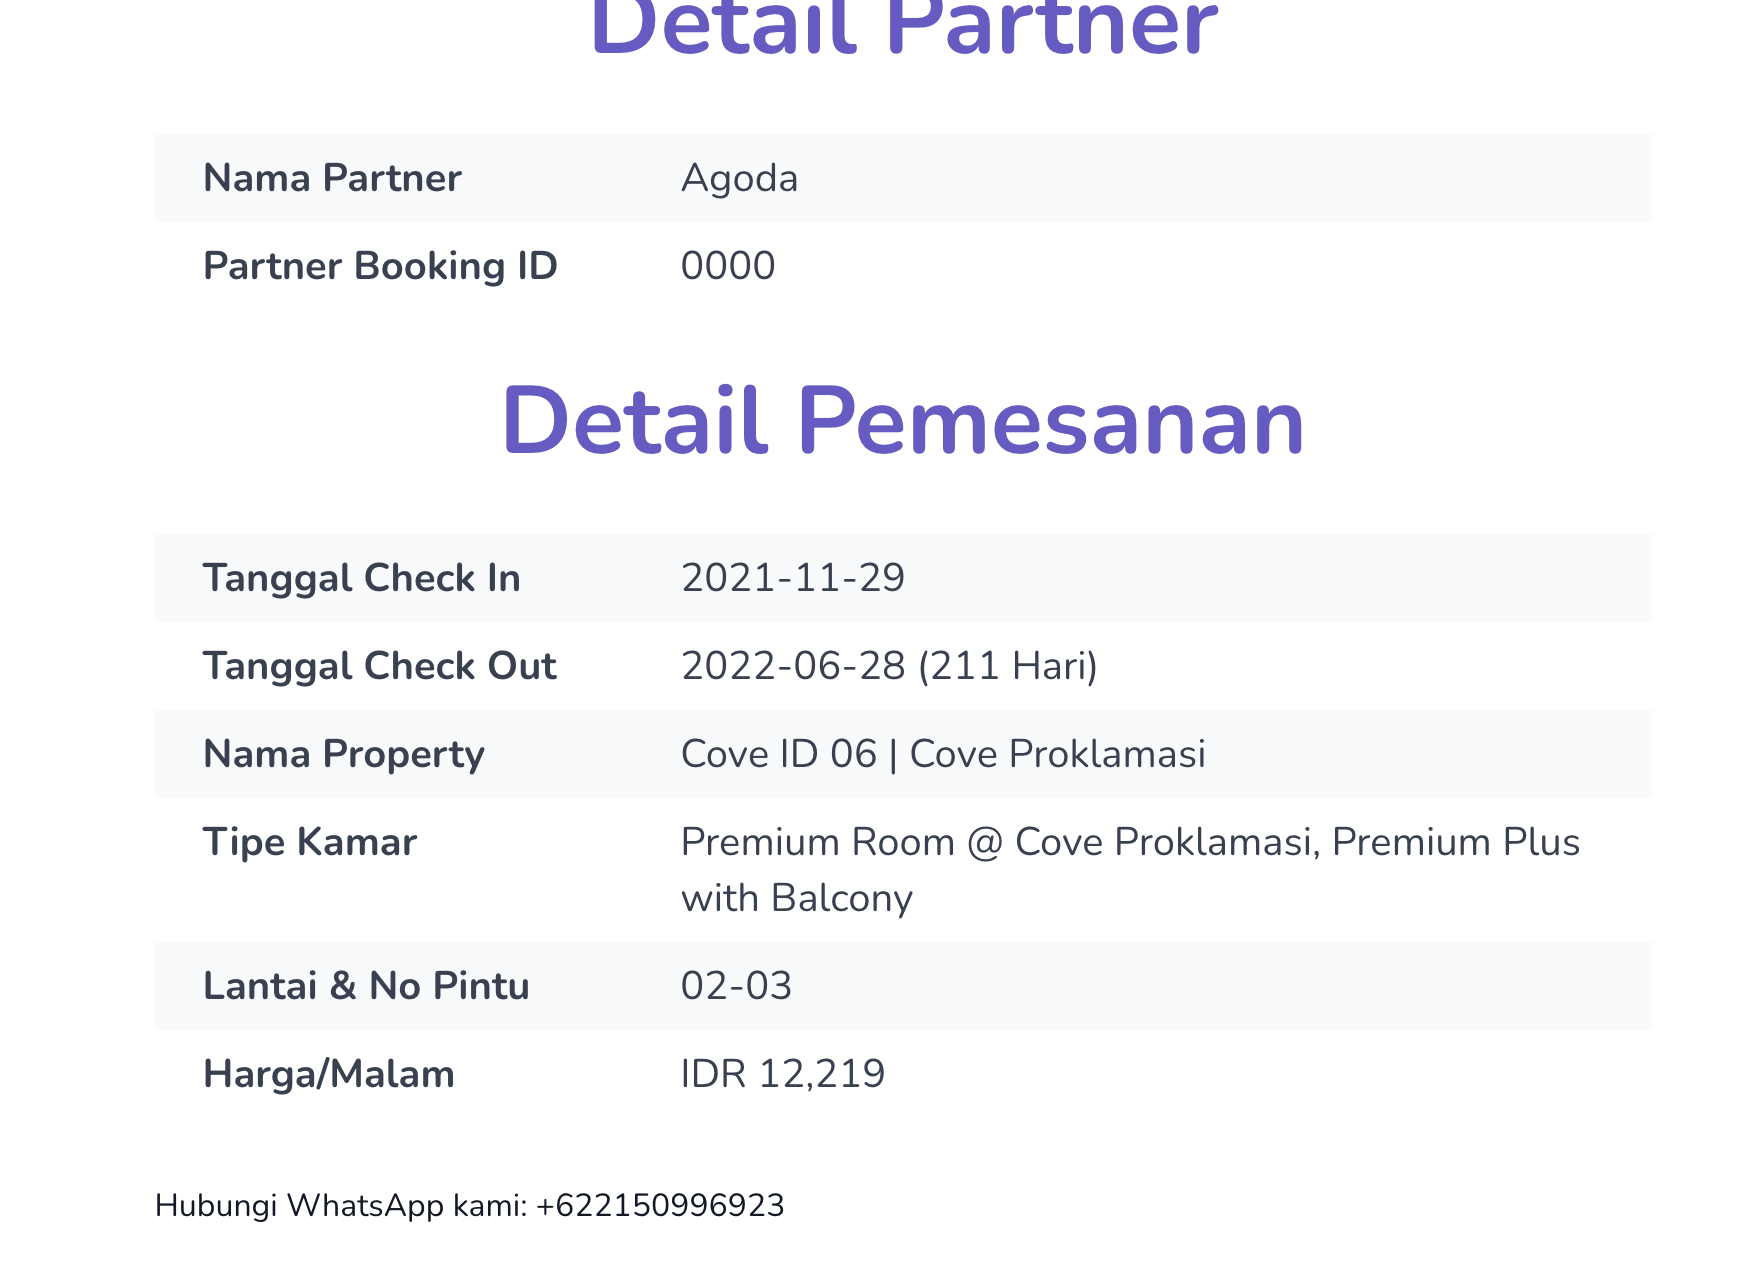 Detail Partner
Nama Partner Agoda
Partner Booking ID 0000
Detail Pemesanan
Tanggal Check In 2021-11-29
Tanggal Check Out 2022-06-28 (211 Hari)
Nama Property Cove ID 06 | Cove Proklamasi
Tipe Kamar Premium Room @ Cove Proklamasi, Premium Plus
with Balcony
Lantai & No Pintu 02-03
Harga/Malam IDR 12,219
Hubungi WhatsApp kami: +622150996923